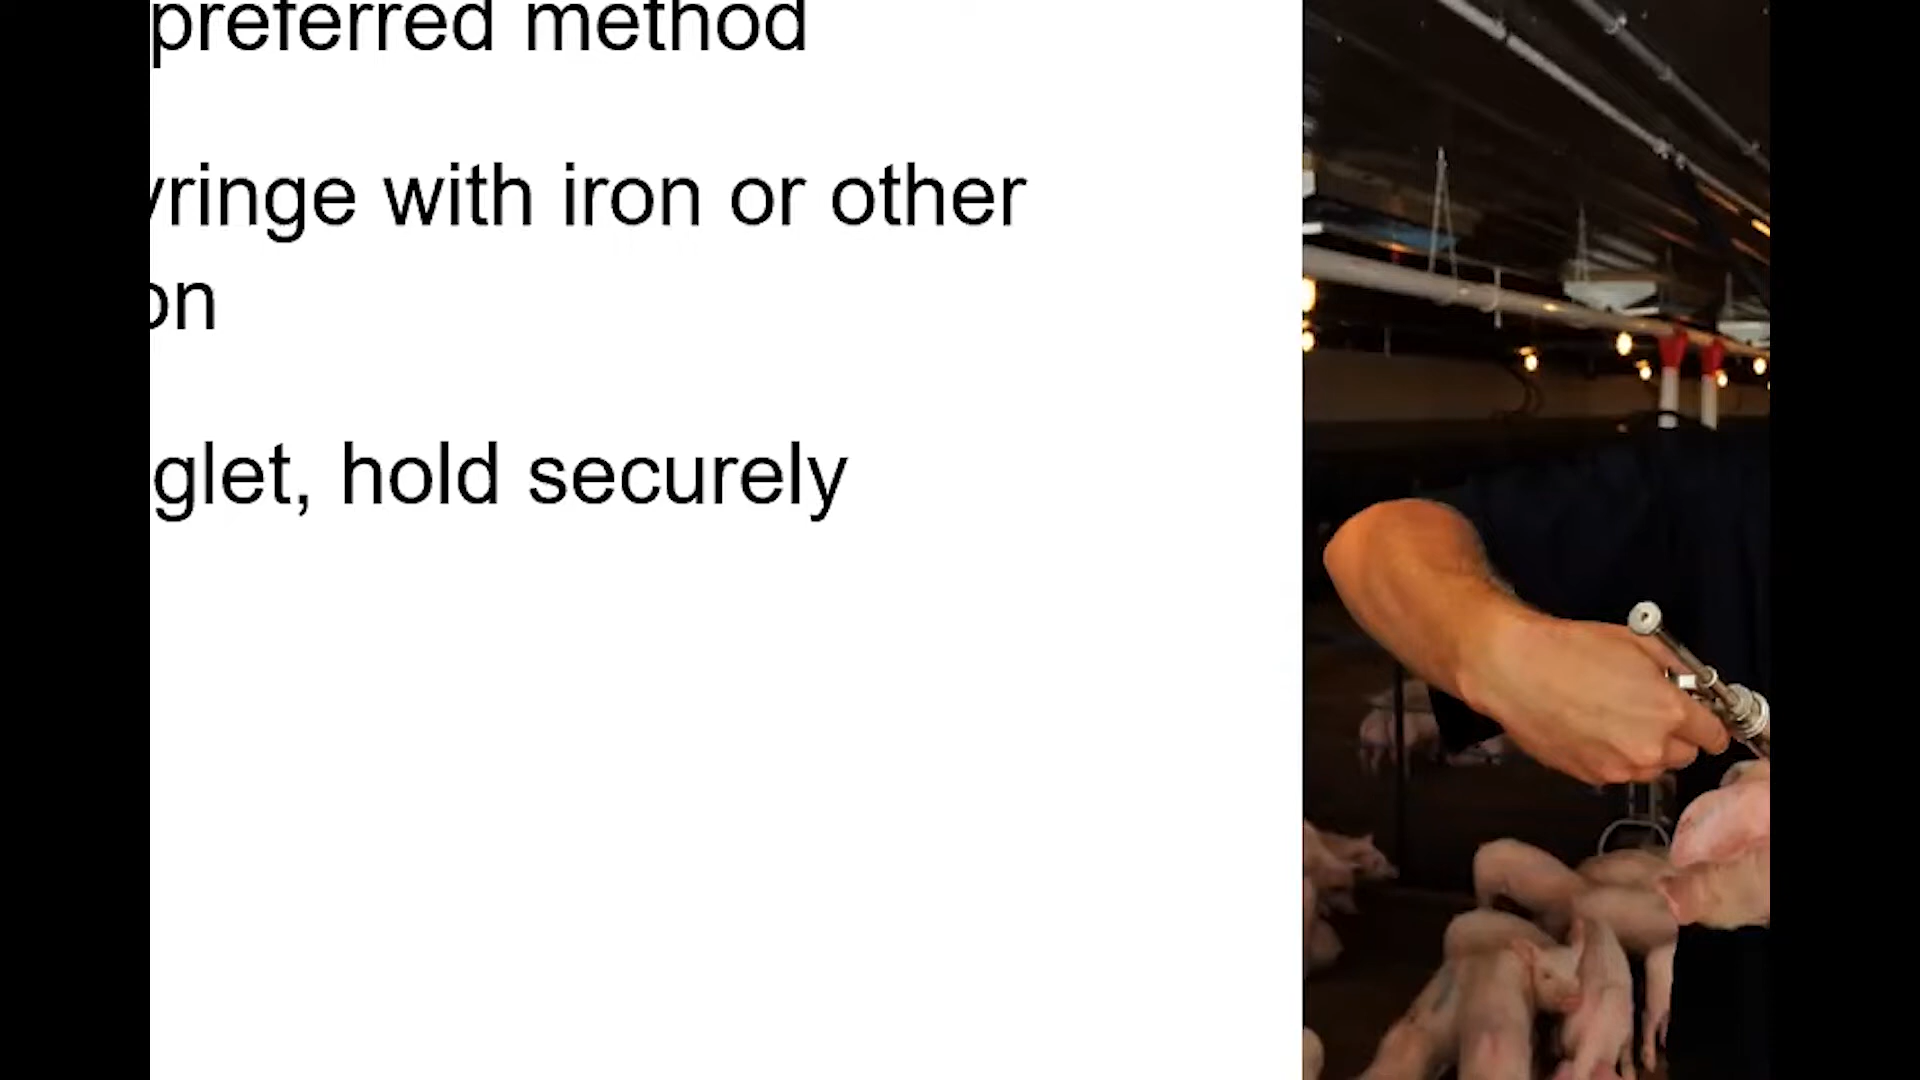 preferred method
yringe with iron or other
on
glet, hold securely